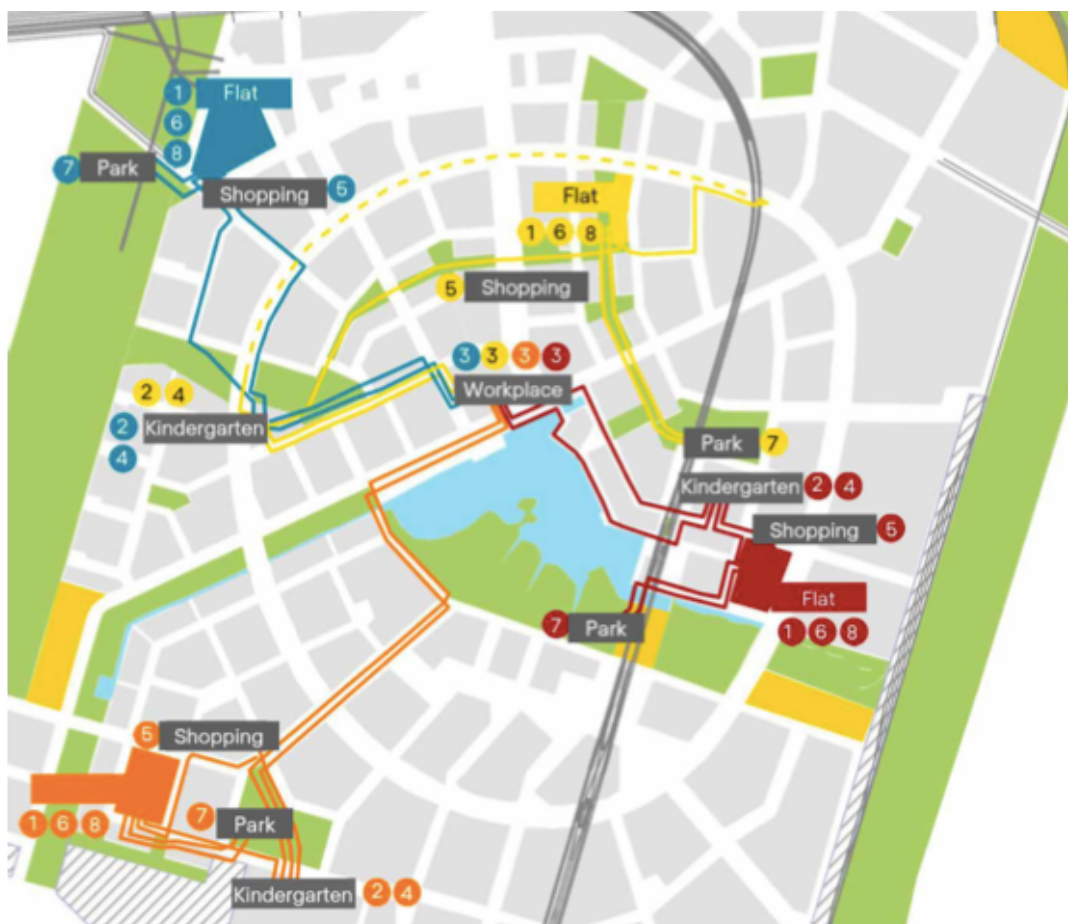 1 Flat
6
8
7 Park
Shopping 5
Flat
1 6 8
5 Shopping
3 3 3 3
Workplace
2 4
2 Kindergarten
4
Park 7
Kindergarten 2 4
Shopping 5
Flat
7 Park
1 6 8
5 Shopping
7 Park
1 6 8
Kindergarten 2 4